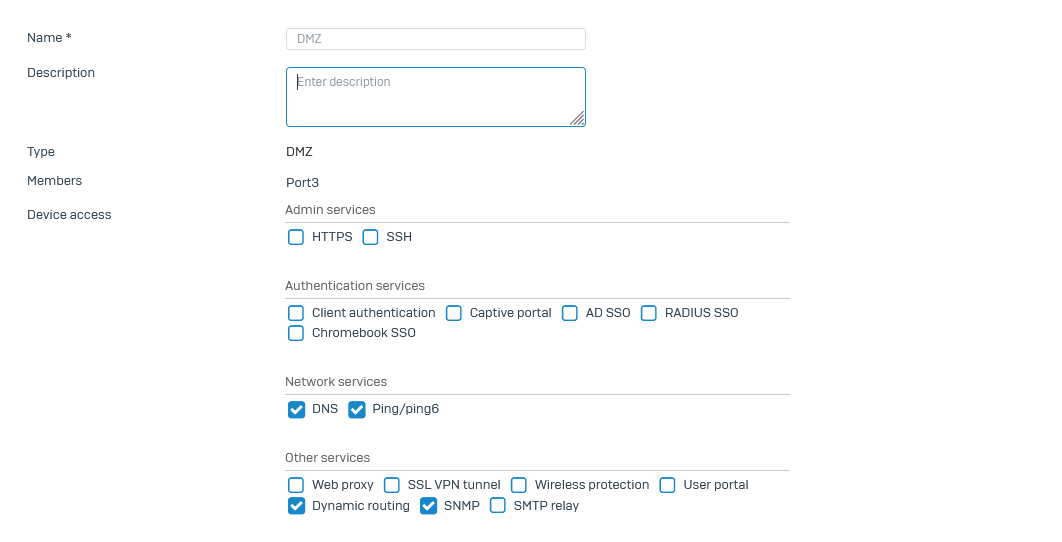 Name * DMZ
Description Enter description
Type DMZ
Members Port3
Device access Admin services
HTTPS SSH
Authentication services
Client authentication Captive portal AD SSO RADIUS SSO
Chromebook SSO
Network services
DNS Ping/ping6
Other services
Web proxy SSL VPN tunnel Wireless protection User portal
Dynamic routing SNMP SMTP relay